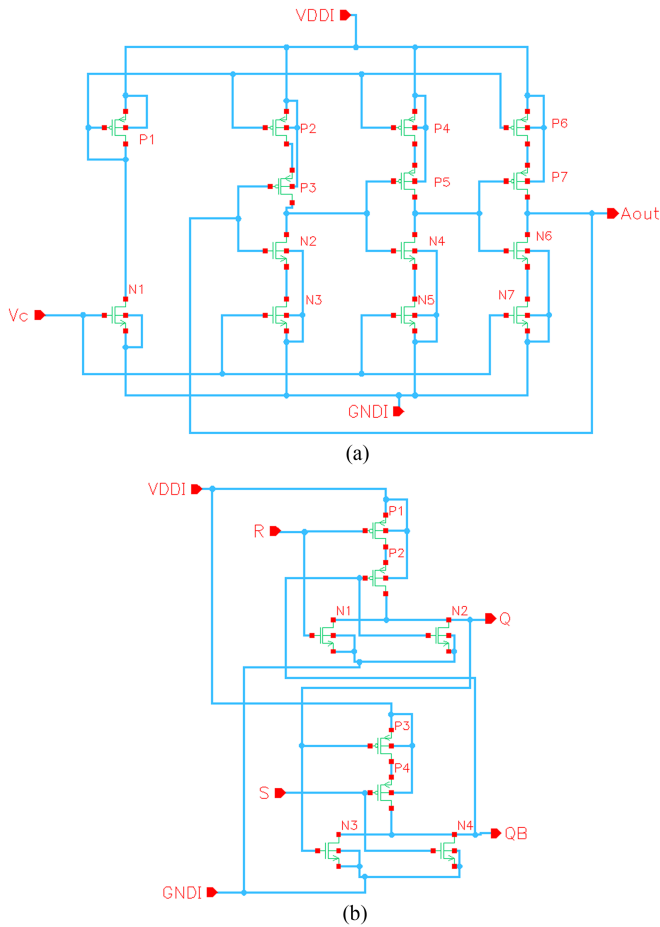 VDDI
P1 P2 P4 P6
P3 P5 P7
Aout
N2 N4 N6
N1 N3 N5 N7
Vc
GNDI
(a)
VDDI
P1
R
P2
N1 N2 Q
P3
P4
S
N3 N4 QB
GNDI
(b)